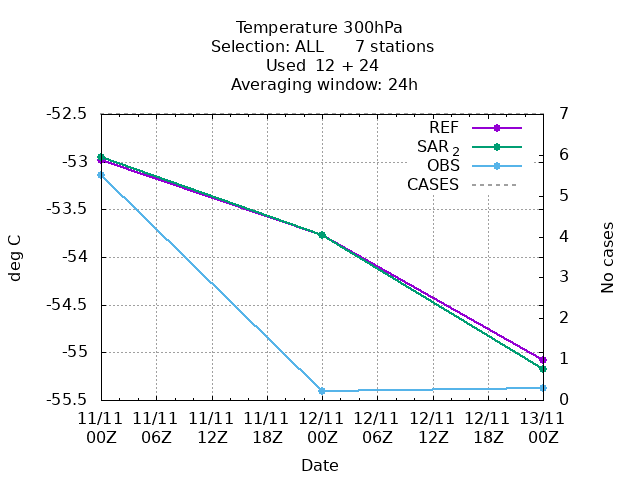 Temperature 300hPa
Selection: ALL 7 stations
Used 12 + 24
Averaging window: 24h
-52.5
-53
-53.5
-54
-54.5
-55
-55.5
deg C
7
6
5
4
3
2
1
0
No cases
REF
SAR 2
OBS
CASES
11/11 11/11 11/11 11/11 12/11 12/11 12/11 12/11 13/11
00Z 06Z 12Z 18Z 00Z 06Z 12Z 18Z 00Z
Date